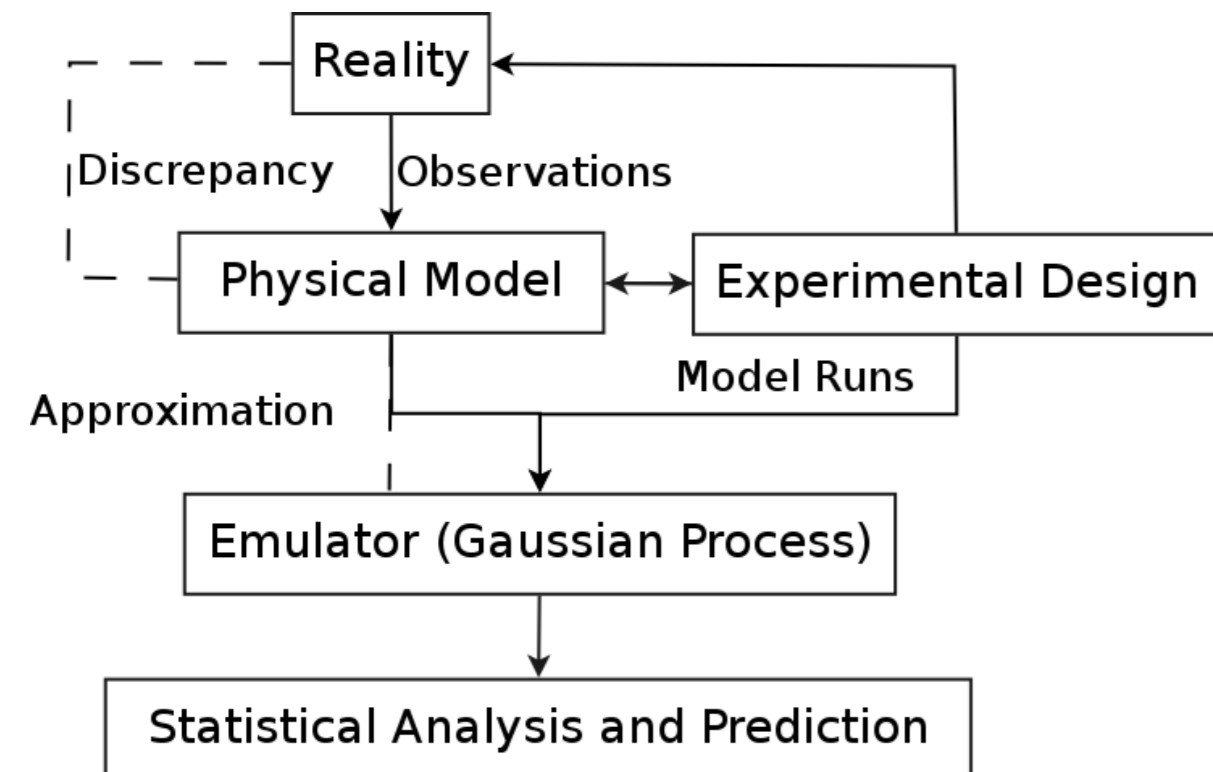 Reality
Discrepancy
Observations
Physical Model
Experimental Design
Model Runs
Approximation
Emulator (Gaussian Process)
Statistical Analysis and Prediction